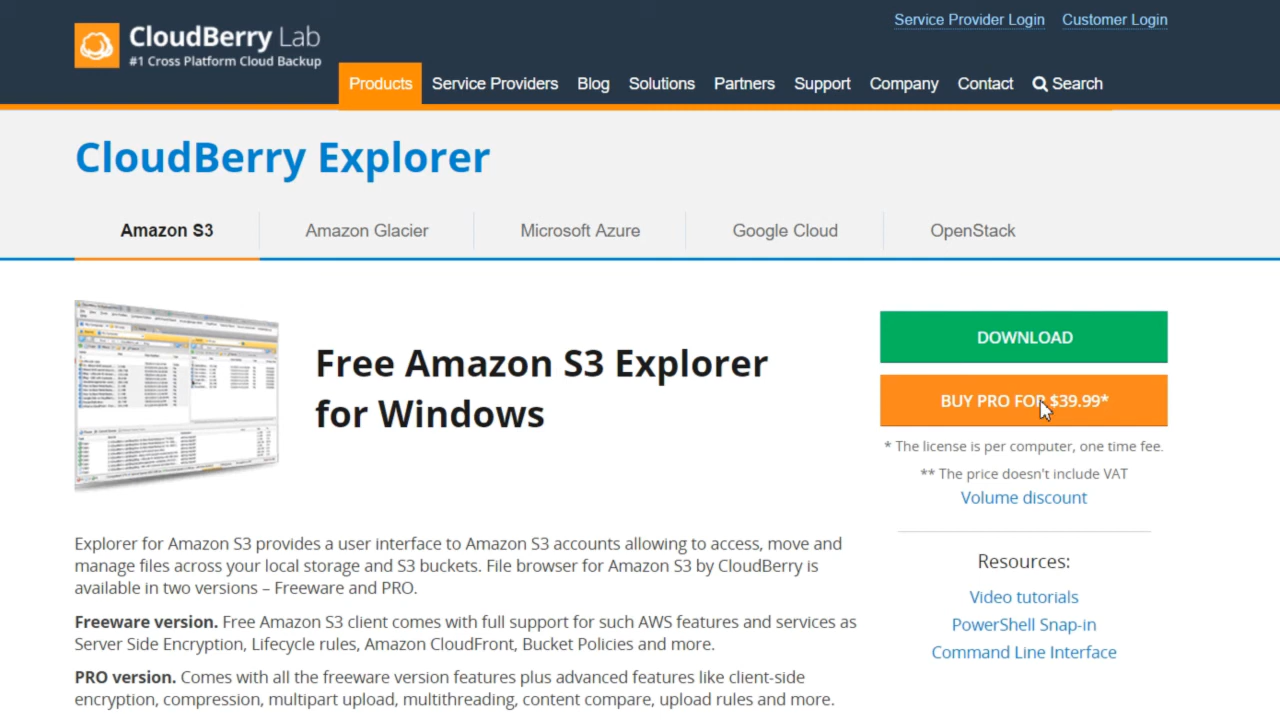 CloudBerry Lab
#1 Cross Platform Cloud Backup
Service Provider Login Customer Login
Products Service Providers Blog Solutions Partners Support Company Contact Search
CloudBerry Explorer
Amazon S3 Amazon Glacier Microsoft Azure Google Cloud OpenStack
Free Amazon S3 Explorer
for Windows
DOWNLOAD
BUY PRO FOR $39.99*
* The license is per computer, one time fee.
** The price doesn't include VAT
Volume discount
Resources:
Video tutorials
PowerShell Snap-in
Command Line Interface
Explorer for Amazon S3 provides a user interface to Amazon S3 accounts allowing to access, move and
manage files across your local storage and S3 buckets. File browser for Amazon S3 by CloudBerry is
available in two versions – Freeware and PRO.
Freeware version. Free Amazon S3 client comes with full support for such AWS features and services as
Server Side Encryption, Lifecycle rules, Amazon CloudFront, Bucket Policies and more.
PRO version. Comes with all the freeware version features plus advanced features like client-side
encryption, compression, multipart upload, multithreading, content compare, upload rules and more.